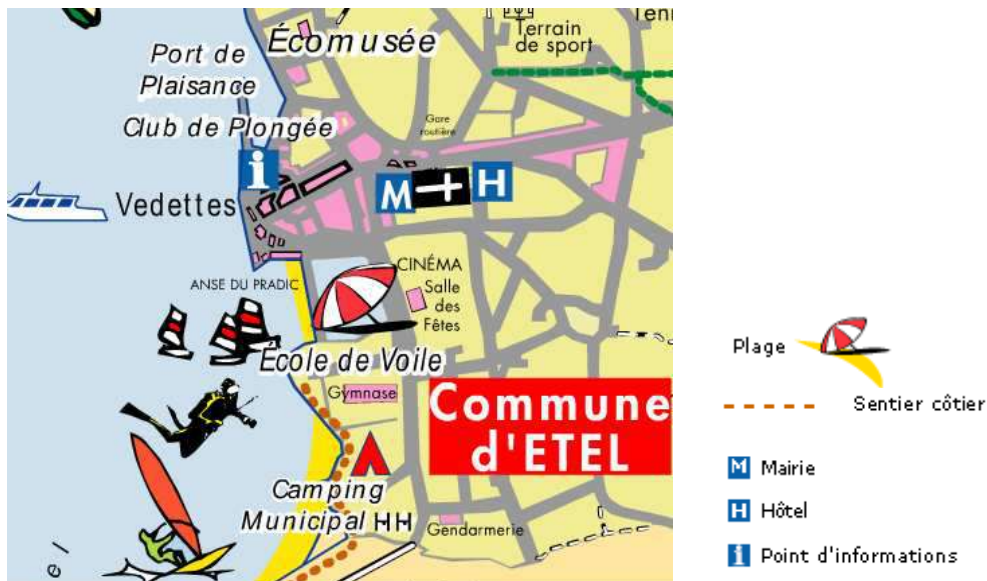 Écomusée
Terrain
de sport
Port de
Plaisance
Club de Plongée
Gare
routière
i
M
H
Vedettes
CINÉMA
Salle
des
Fêtes
ANSE DU PRADIC
École de Voile
Gymnase
Commune
d'ETEL
Camping
Municipal HH
Gendarmerie
Plage
Sentier côtier
M Mairie
H Hôtel
i Point d'informations